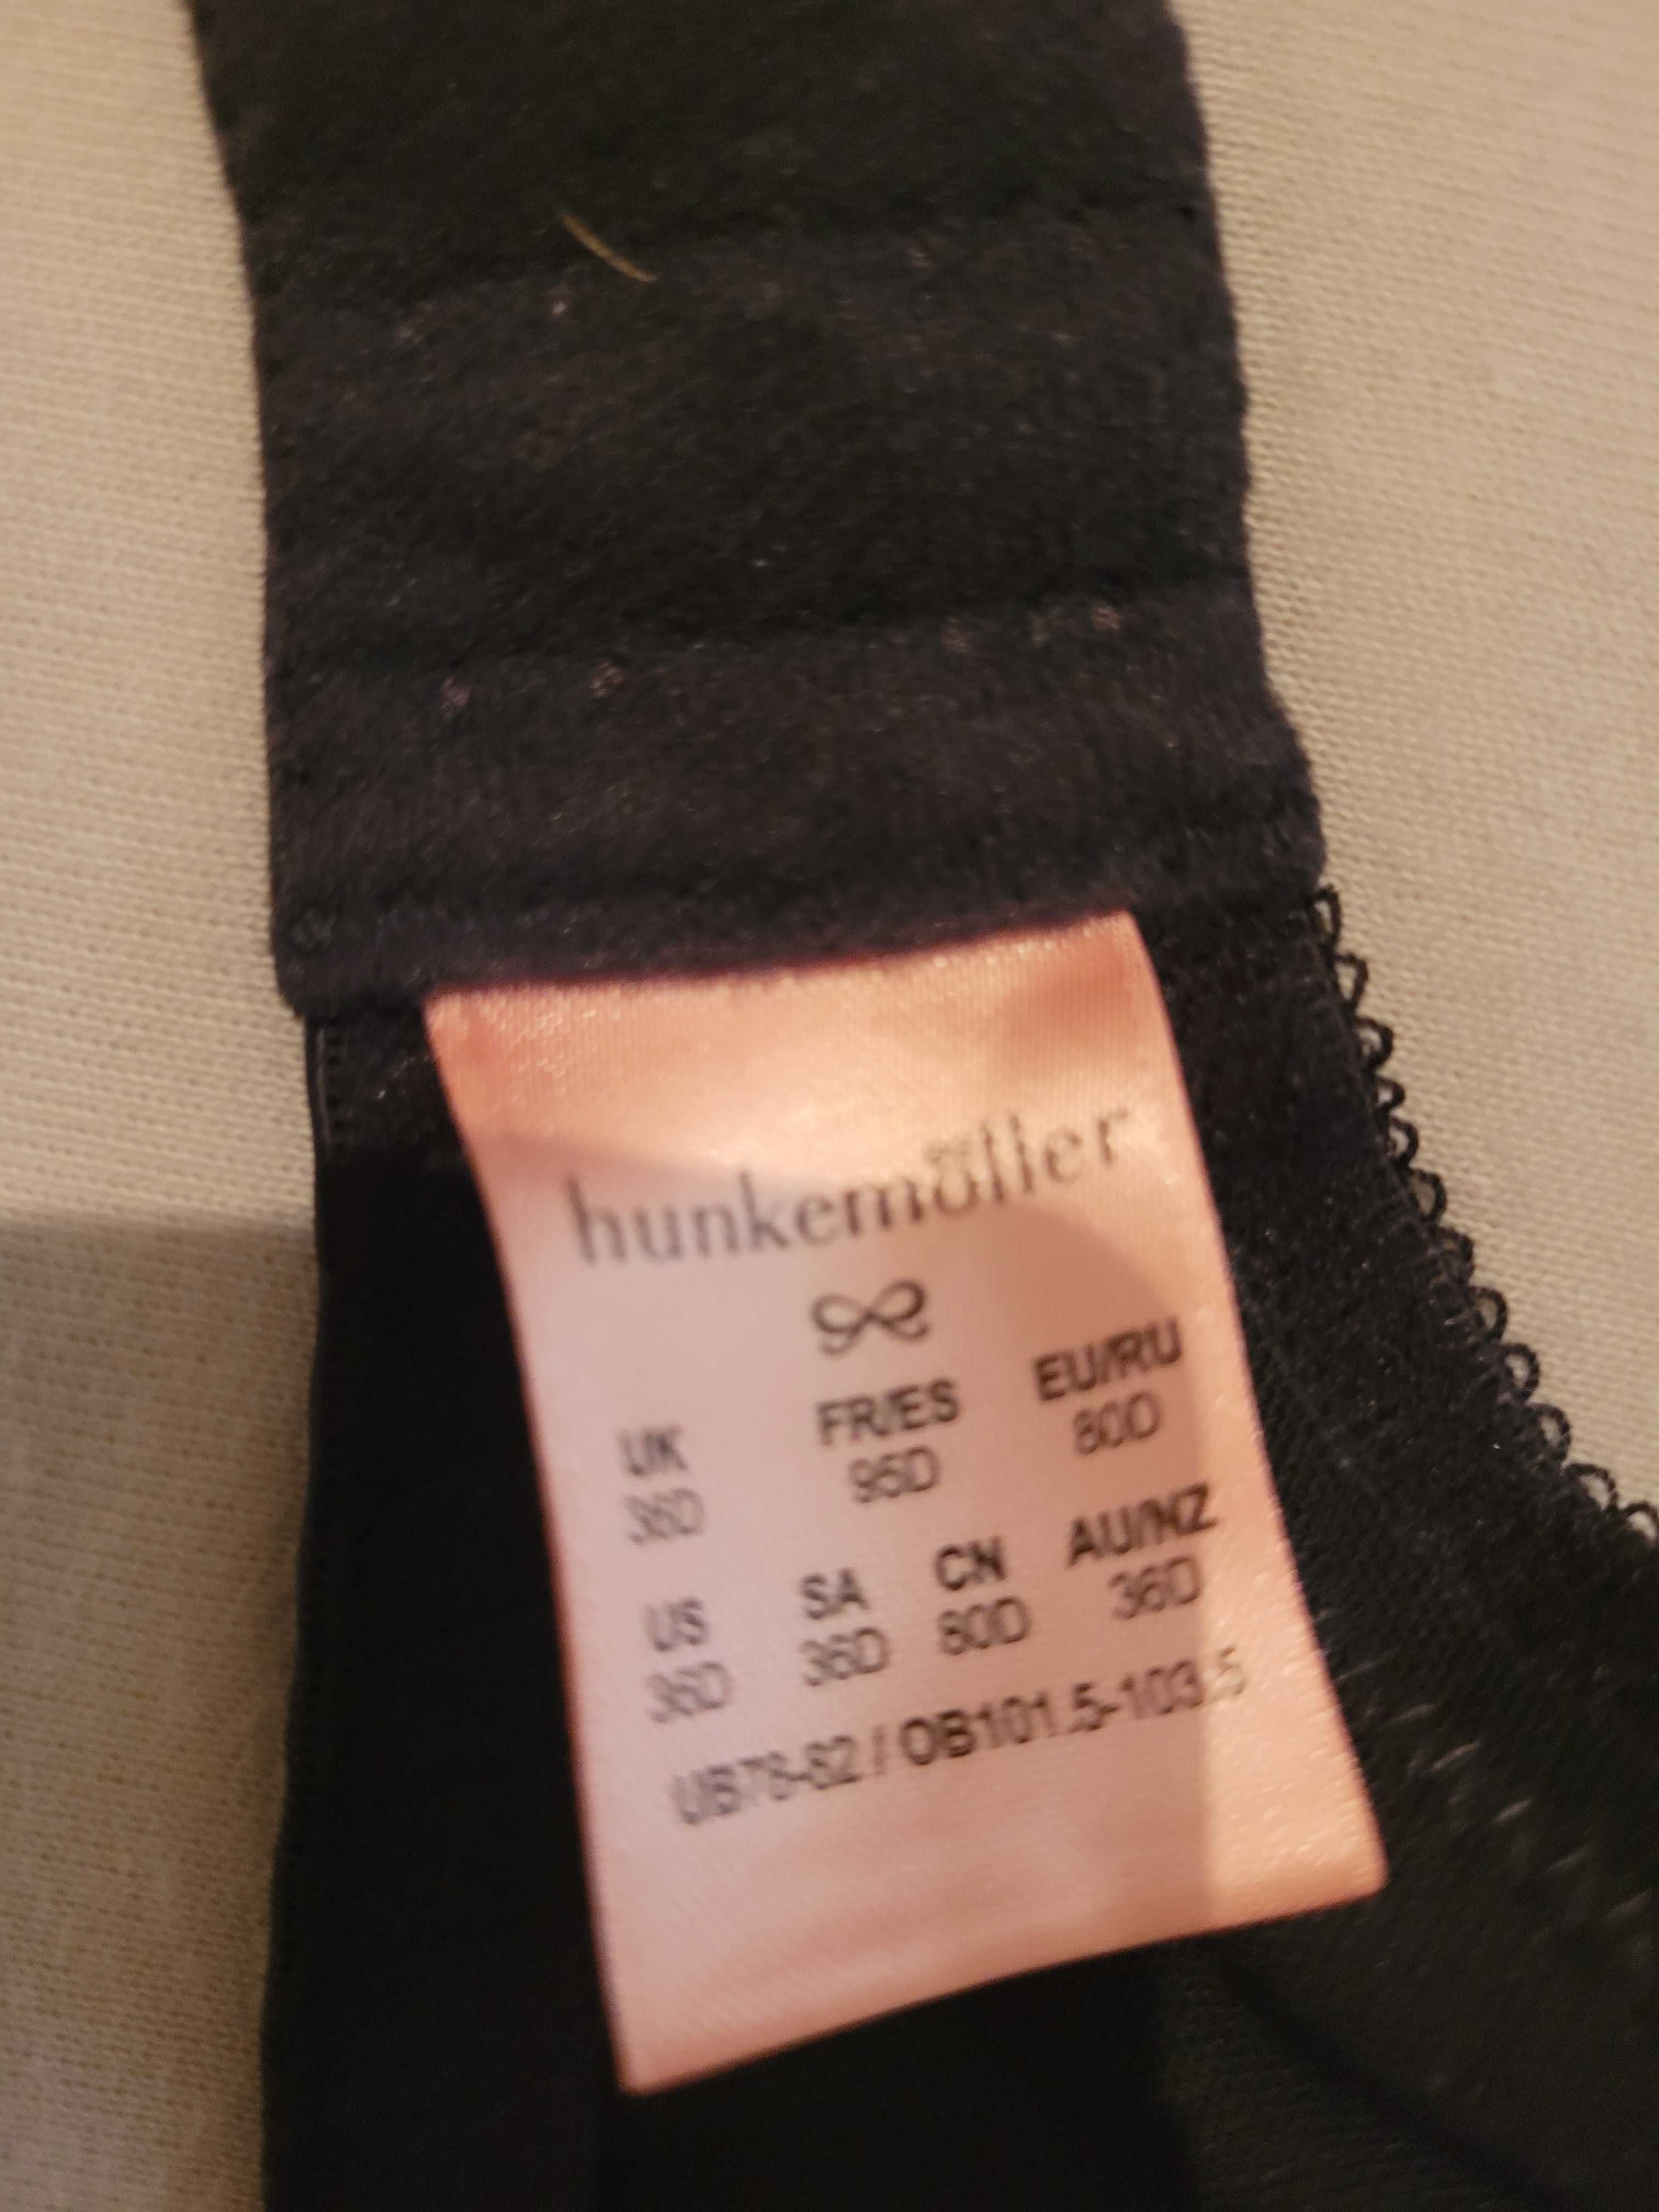 hunkemöller
UK FR/ES EU/RU
36D 95D 80D
US SA CN AU/NZ
36D 36D 80D 36D
UB78-82 / OB101.5-103.5